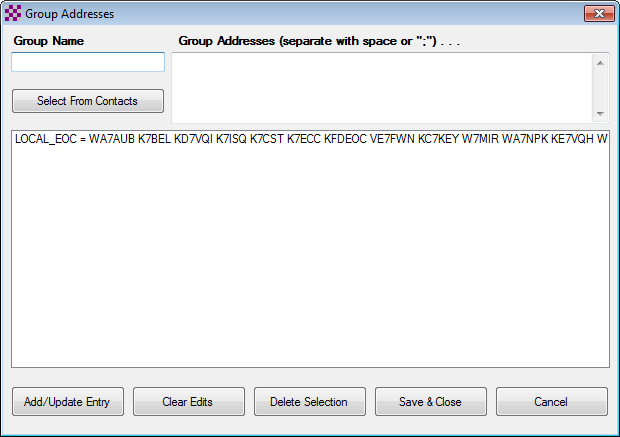 Group Addresses
Group Name
Group Addresses (separate with space or ";") . . .
Select From Contacts
LOCAL_EOC = WA7AUB K7BEL KD7VQI K7ISQ K7CST K7ECC KFDEOC VE7FWN KC7KEY W7MIR WA7NPK KE7VQH W
Add/Update Entry
Clear Edits
Delete Selection
Save & Close
Cancel